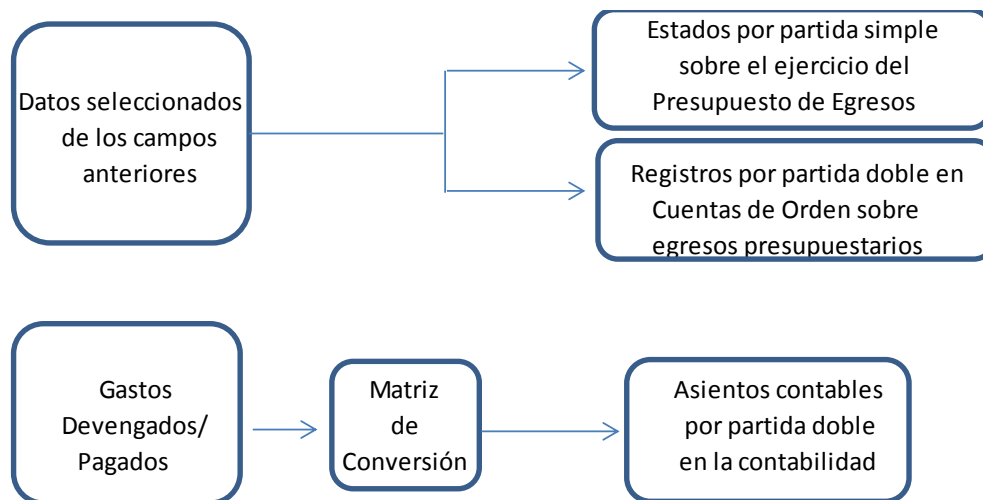 Datos seleccionados
de los campos
anteriores
Estados por partida simple
sobre el ejercicio del
Presupuesto de Egresos
Registros por partida doble en
Cuentas de Orden sobre
egresos presupuestarios
Gastos
Devengados/
Pagados
Matriz
de
Conversión
Asientos contables
por partida doble
en la contabilidad